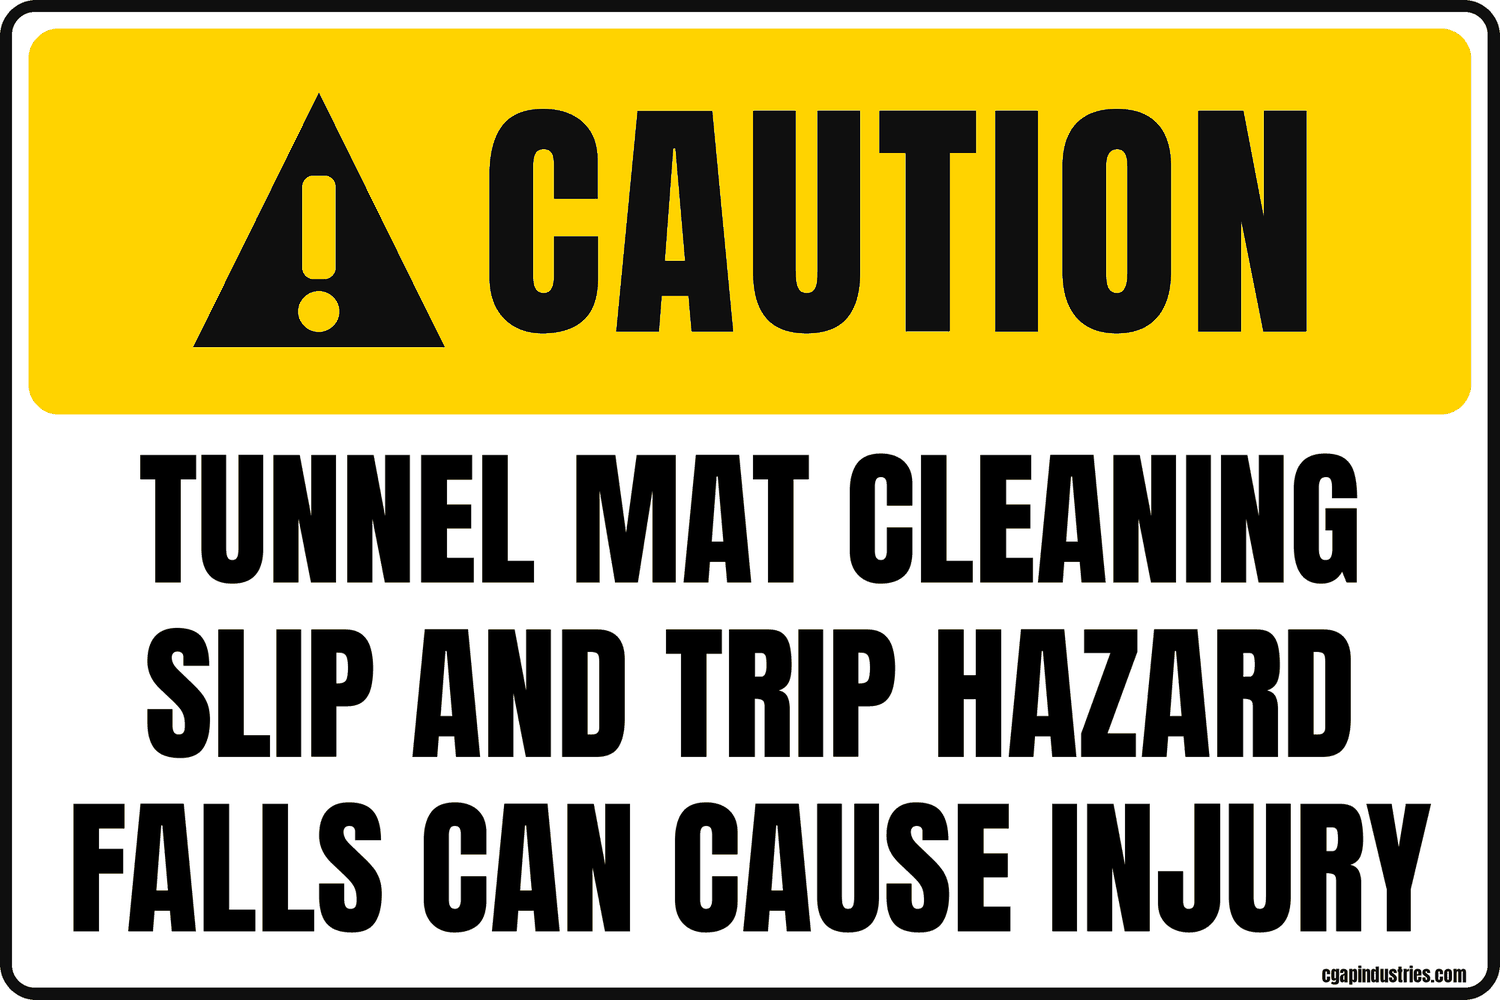 CAUTION
TUNNEL MAT CLEANING
SLIP AND TRIP HAZARD
FALLS CAN CAUSE INJURY
cgapindustries.com